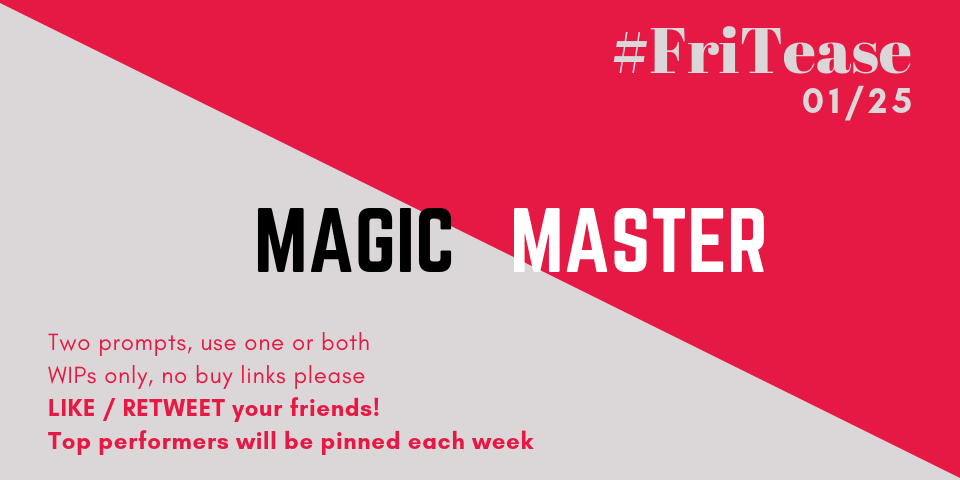 #FriTease
01/25
MAGIC MASTER
Two prompts, use one or both
WIPs only, no buy links please
LIKE / RETWEET your friends!
Top performers will be pinned each week